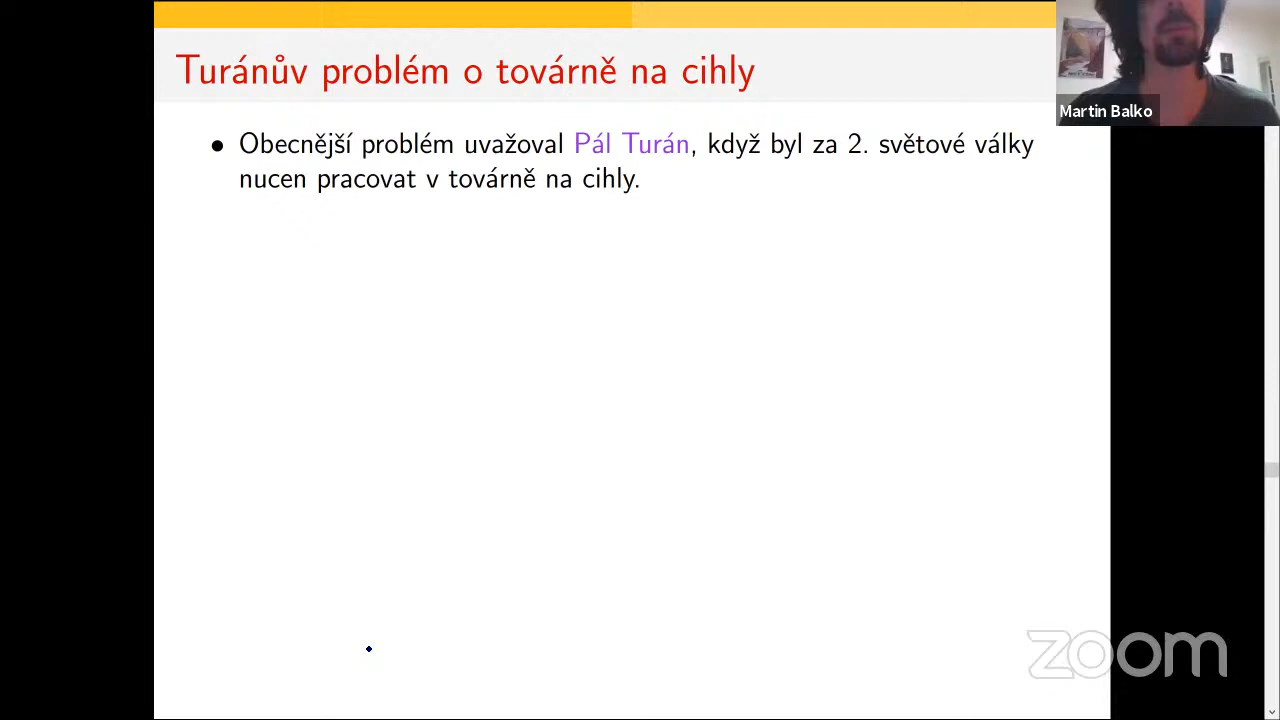 Turánův problém o továrně na cihly
Martin Balko
• Obecnější problém uvažoval Pál Turán, když byl za 2. světové války
nucen pracovat v továrně na cihly.
zoom